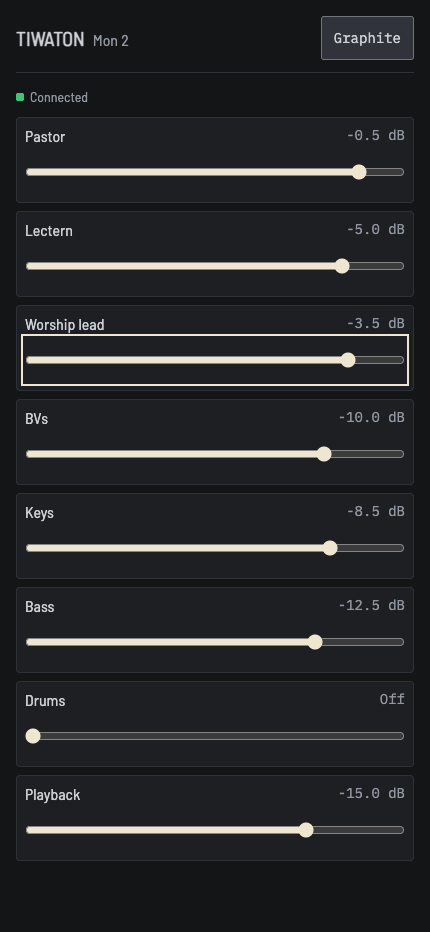 TIWATON Mon 2 Graphite
Connected
Pastor -0.5 dB
Lectern -5.0 dB
Worship lead -3.5 dB
BVs -10.0 dB
Keys -8.5 dB
Bass -12.5 dB
Drums Off
Playback -15.0 dB